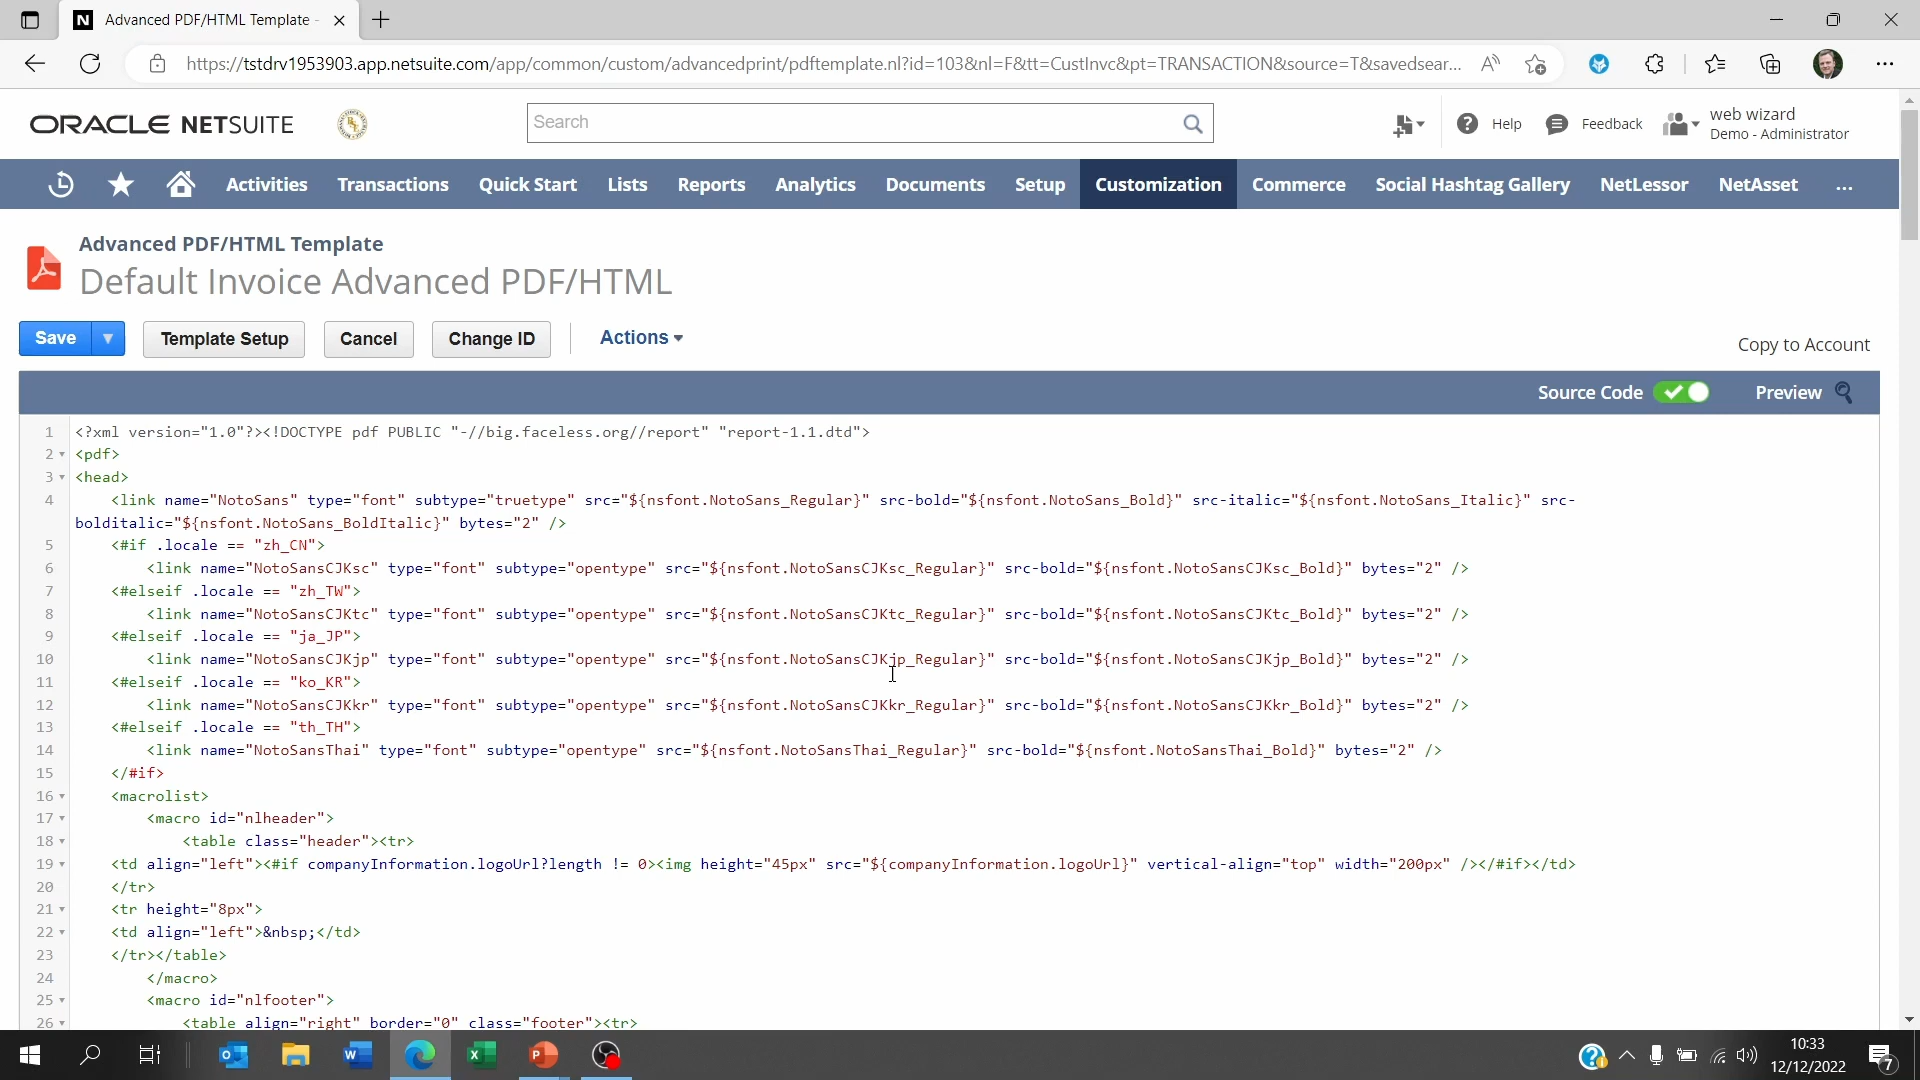 Advanced PDF/HTML Template -
https://tstdrv1953903.app.netsuite.com/app/common/custom/advancedprint/pdftemplate.nl?id=103&nl=F&tt=CustInvc&pt=TRANSACTION&source=T&savedsear...
ORACLE NETSUITE
Search
Help
Feedback
web wizard
Demo - Administrator
Activities
Transactions
Quick Start
Lists
Reports
Analytics
Documents
Setup
Customization
Commerce
Social Hashtag Gallery
NetLessor
NetAsset
...
Advanced PDF/HTML Template
Default Invoice Advanced PDF/HTML
Save
Template Setup
Cancel
Change ID
Actions
Copy to Account
Source Code
Preview
1 <?xml version="1.0"?><!DOCTYPE pdf PUBLIC "-//big.faceless.org//report" "report-1.1.dtd">
2 <pdf>
3 <head>
4 <link name="NotoSans" type="font" subtype="truetype" src="${nsfont.NotoSans_Regular}" src-bold="${nsfont.NotoSans_Bold}" src-italic="${nsfont.NotoSans_Italic}" src-
bolditalic="${nsfont.NotoSans_BoldItalic}" bytes="2" />
5 <#if .locale == "zh_CN">
6 <link name="NotoSansCJKsc" type="font" subtype="opentype" src="${nsfont.NotoSansCJKsc_Regular}" src-bold="${nsfont.NotoSansCJKsc_Bold}" bytes="2" />
7 <#elseif .locale == "zh_TW">
8 <link name="NotoSansCJKtc" type="font" subtype="opentype" src="${nsfont.NotoSansCJKtc_Regular}" src-bold="${nsfont.NotoSansCJKtc_Bold}" bytes="2" />
9 <#elseif .locale == "ja_JP">
10 <link name="NotoSansCJKjp" type="font" subtype="opentype" src="${nsfont.NotoSansCJKjp_Regular}" src-bold="${nsfont.NotoSansCJKjp_Bold}" bytes="2" />
11 <#elseif .locale == "ko_KR">
12 <link name="NotoSansCJKkr" type="font" subtype="opentype" src="${nsfont.NotoSansCJKkr_Regular}" src-bold="${nsfont.NotoSansCJKkr_Bold}" bytes="2" />
13 <#elseif .locale == "th_TH">
14 <link name="NotoSansThai" type="font" subtype="opentype" src="${nsfont.NotoSansThai_Regular}" src-bold="${nsfont.NotoSansThai_Bold}" bytes="2" />
15 </#if>
16 <macrolist>
17 <macro id="nlheader">
18 <table class="header"><tr>
19 <td align="left"><#if companyInformation.logoUrl?length != 0><img height="45px" src="${companyInformation.logoUrl}" vertical-align="top" width="200px" /></#if></td>
20 </tr>
21 <tr height="8px">
22 <td align="left">&nbsp;</td>
23 </tr></table>
24 </macro>
25 <macro id="nlfooter">
26 <table align="right" border="0" class="footer"><tr>
10:33
12/12/2022
7